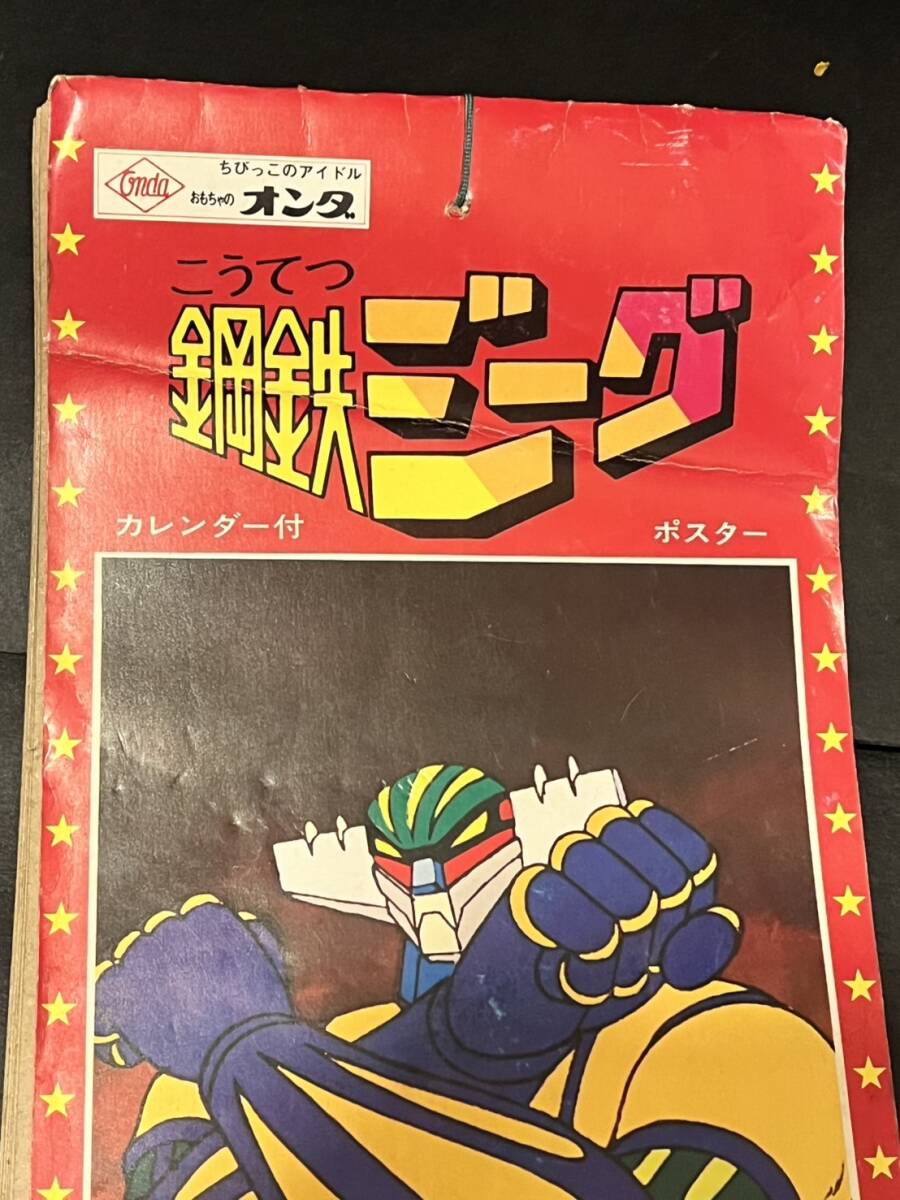 Onda
ちびっこのアイドル
おもちゃの オンダ
こうてつ
鋼鉄ジーグ
カレンダー付
ポスター